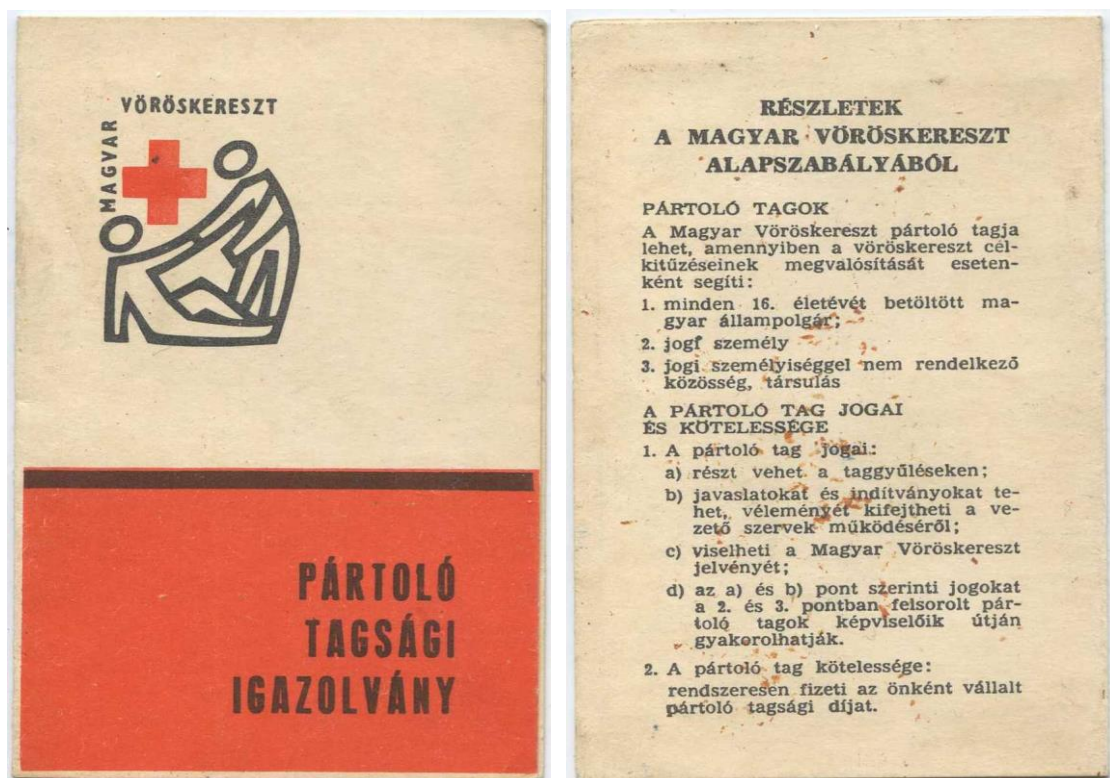 MAGYAR VÖRÖSKERESZT
PÁRTOLÓ
TAGSÁGI
IGAZOLVÁNY
RÉSZLETEK
A MAGYAR VÖRÖSKERESZT
ALAPSZABÁLYÁBÓL
PÁRTOLÓ TAGOK
A Magyar Vöröskereszt pártoló tagja
lehet, amennyiben a vöröskereszt cél-
kitűzéseinek megvalósítását eseten-
ként segíti:
1. minden 16. életévét betöltött ma-
gyar állampolgár;
2. jogi személy
3. jogi személyiséggel nem rendelkező
közösség, társulás
A PÁRTOLÓ TAG JOGAI
ÉS KÖTELESSÉGE
1. A pártoló tag jogai:
a) részt vehet a taggyűléseken;
b) javaslatokat és indítványokat te-
het, véleményét kifejtheti a ve-
zető szervek működéséről;
c) viselheti a Magyar Vöröskereszt
jelvényét;
d) az a) és b) pont szerinti jogokat
a 2. és 3. pontban felsorolt pár-
toló tagok képviselőik útján
gyakorolhatják.
2. A pártoló tag kötelessége:
rendszeresen fizeti az önként vállalt
pártoló tagsági díjat.